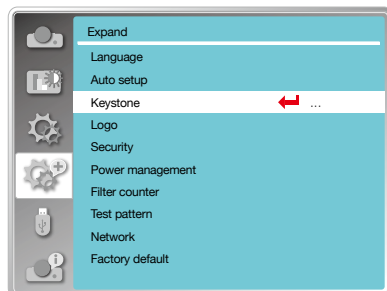 Expand
Language
Auto setup
Keystone ...
Logo
Security
Power management
Filter counter
Test pattern
Network
Factory default